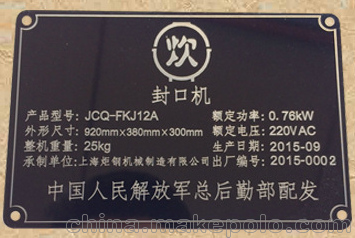 炊
封口机
产品型号: JCQ-FKJ12A 额定功率: 0.76kW
外形尺寸: 920mm×380mm×300mm 额定电压: 220VAC
整机重量: 25kg 生产日期: 2015-09
承制单位: 上海炬钢机械制造有限公司 出厂编号: 2015-0002
中国人民解放军总后勤部配发
china.makepolo.com